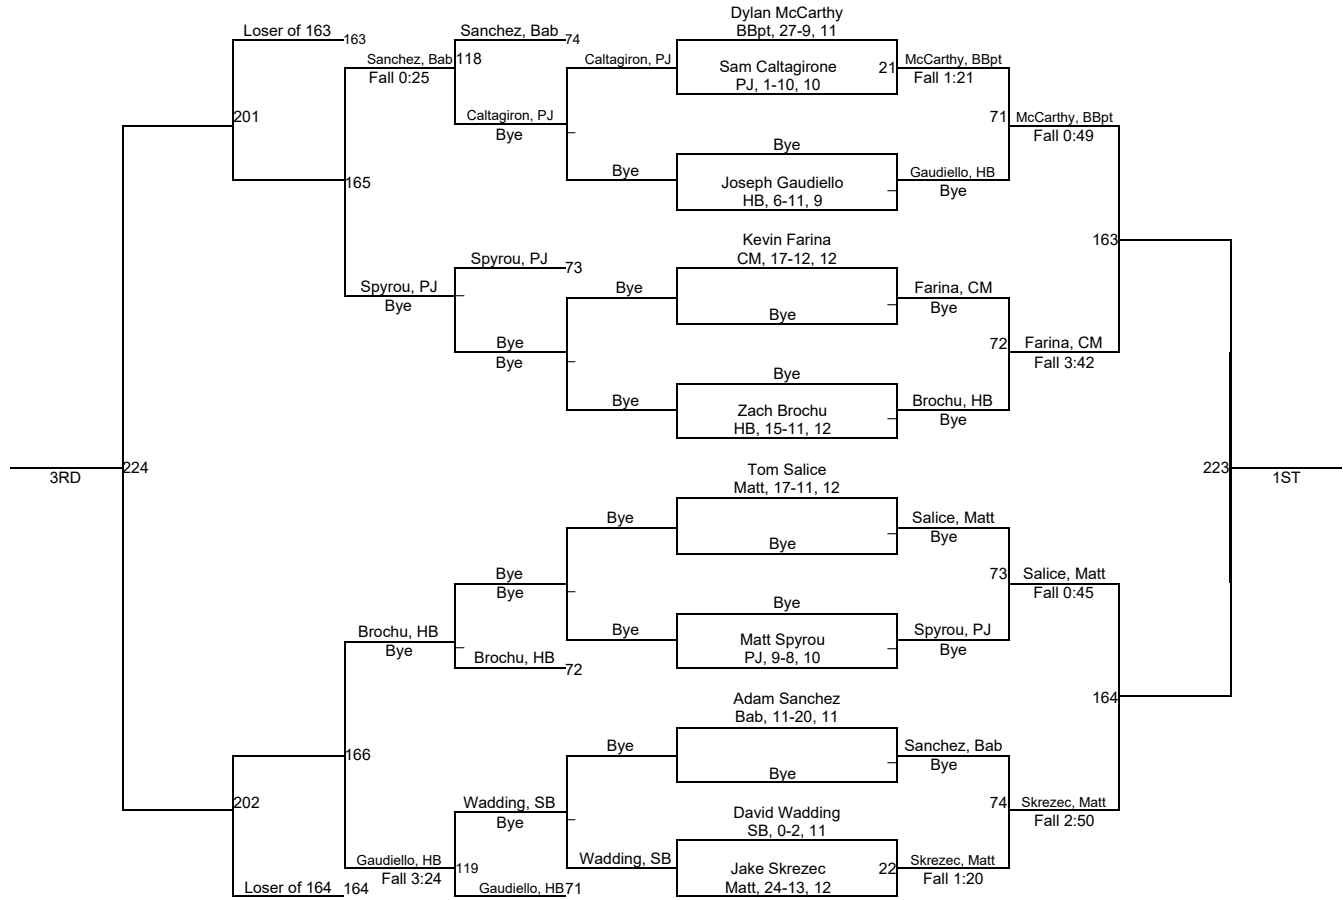 Dylan McCarthy
BBpt, 27-9, 11
Loser of 163 163
Sanchez, Bab 74
Sanchez, Bab 118
Fall 0:25
Caltagiron, PJ
Sam Caltagirone
PJ, 1-10, 10
21 McCarthy, BBpt
Fall 1:21
201
Caltagiron, PJ
Bye
71 McCarthy, BBpt
Fall 0:49
Bye
Bye
165
Joseph Gaudiello
HB, 6-11, 9
Gaudiello, HB
Bye
Kevin Farina
CM, 17-12, 12
163
Spyrou, PJ 73
Spyrou, PJ
Bye
Bye
Bye
Farina, CM
Bye
Bye
Bye
72 Farina, CM
Fall 3:42
Bye
Bye
Zach Brochu
HB, 15-11, 12
Brochu, HB
Bye
3RD
224
Tom Salice
Matt, 17-11, 12
223
1ST
Bye
Bye
Salice, Matt
Bye
Bye
Bye
73 Salice, Matt
Fall 0:45
Bye
Brochu, HB
Bye
Bye
Matt Spyrou
PJ, 9-8, 10
Spyrou, PJ
Bye
Brochu, HB 72
Adam Sanchez
Bab, 11-20, 11
164
166
Bye
Bye
Sanchez, Bab
Bye
202
Wadding, SB
Bye
David Wadding
SB, 0-2, 11
74 Skrezec, Matt
Fall 2:50
Gaudiello, HB
Fall 3:24
119
Wadding, SB
Jake Skrezec
Matt, 24-13, 12
22 Skrezec, Matt
Fall 1:20
Loser of 164 164
Gaudiello, HB 71